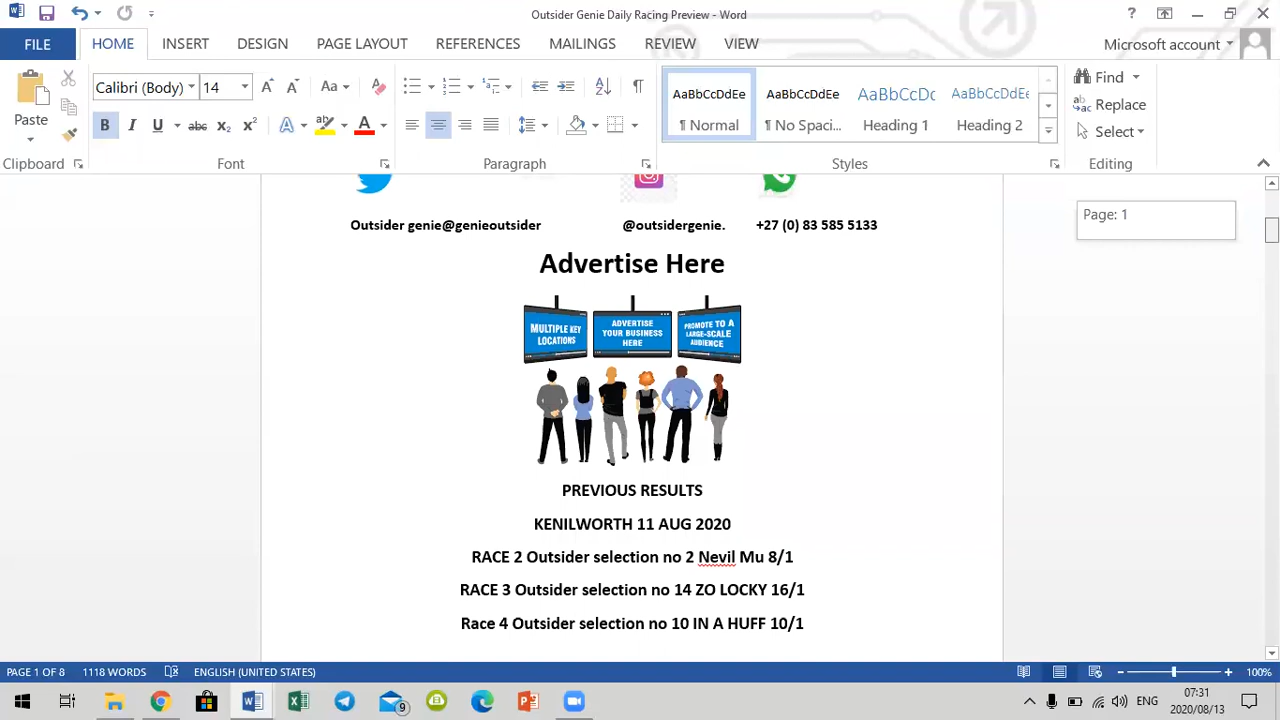 Outsider Genie Daily Racing Preview - Word
FILE HOME INSERT DESIGN PAGE LAYOUT REFERENCES MAILINGS REVIEW VIEW Microsoft account
Calibri (Body) 14 Aa
Paste
B I U abc X₂ X² A A
AaBbCcDdEe AaBbCcDdEe AaBbCcDc AaBbCcDdEe
¶ Normal ¶ No Spaci... Heading 1 Heading 2
Find
Replace
Select
Clipboard Font Paragraph Styles Editing
Page: 1
Outsider genie@genieoutsider @outsidergenie. +27 (0) 83 585 5133
Advertise Here
MULTIPLE KEY LOCATIONS
ADVERTISE YOUR BUSINESS HERE
PROMOTE TO A LARGE-SCALE AUDIENCE
PREVIOUS RESULTS
KENILWORTH 11 AUG 2020
RACE 2 Outsider selection no 2 Nevil Mu 8/1
RACE 3 Outsider selection no 14 ZO LOCKY 16/1
Race 4 Outsider selection no 10 IN A HUFF 10/1
PAGE 1 OF 8 1118 WORDS ENGLISH (UNITED STATES) 100%
9 ENG 07:31
2020/08/13